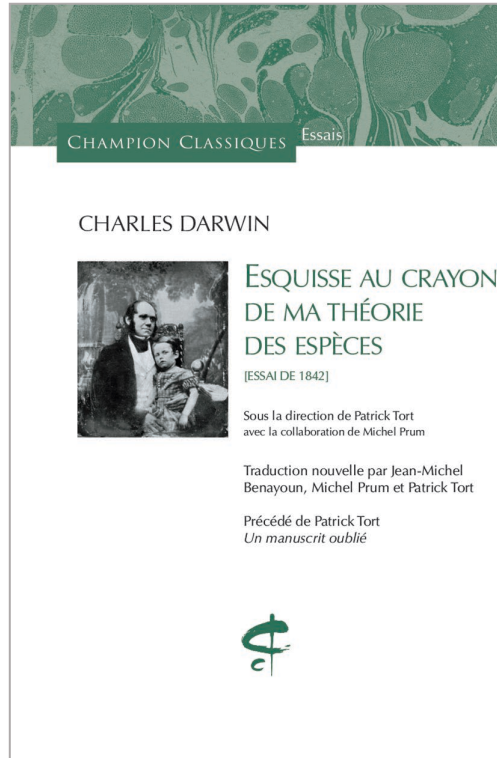 CHAMPION CLASSIQUES
Essais
CHARLES DARWIN
ESQUISSE AU CRAYON
DE MA THÉORIE
DES ESPÈCES
[ESSAI DE 1842]
Sous la direction de Patrick Tort
avec la collaboration de Michel Prum
Traduction nouvelle par Jean-Michel
Benayoun, Michel Prum et Patrick Tort
Précédé de Patrick Tort
Un manuscrit oublié